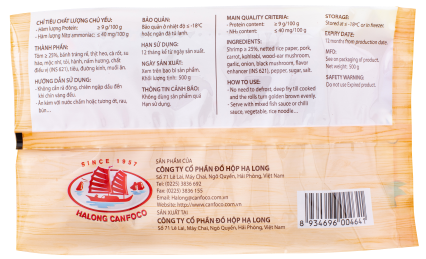 CHỈ TIÊU CHẤT LƯỢNG CHỦ YẾU:
- Hàm lượng Protein: ≥ 9 g/100 g
- Hàm lượng Nitơ ammoniac: ≤ 40 mg/100 g
THÀNH PHẦN:
Tôm ≥ 25%, bánh tráng rế, thịt heo, cà rốt, su
hào, mộc nhĩ, tỏi, hành, nấm hương, chất
điều vị (INS 621), tiêu, đường kính, muối ăn.
HƯỚNG DẪN SỬ DỤNG:
- Không cần rã đông, chiên ngập dầu đến
khi chín vàng đều.
- Ăn kèm với nước chấm hoặc tương ớt, rau,
bún...
BẢO QUẢN:
Bảo quản ở nhiệt độ ≤ -18°C
hoặc ngăn đá tủ lạnh.
HẠN SỬ DỤNG:
12 tháng kể từ ngày sản xuất.
NGÀY SẢN XUẤT:
Xem trên bao bì sản phẩm.
Khối lượng tịnh: 500 g
THÔNG TIN CẢNH BÁO:
Không dùng sản phẩm quá
Hạn sử dụng.
MAIN QUALITY CRITERIA:
- Protein content: ≥ 9 g/100 g
- NH₃ content: ≤ 40 mg/100 g
INGREDIENTS:
Shrimp ≥ 25%, netted rice paper, pork,
carrot, kohlrabi, wood-ear mushroom,
garlic, onion, black mushroom, flavor
enhancer (INS 621), pepper, sugar, salt.
HOW TO USE:
- No need to defrost, deep fry till cooked
and the rolls turn golden brown evenly.
- Serve with mixed fish sauce or chilli
sauce, vegetable, rice noodle...
STORAGE:
Stored at ≤ -18°C or in freezer.
EXPIRY DATE:
12 months from production date.
MFD:
See on packaging of product.
Net weight: 500 g
SAFETY WARNING:
Do not use Expired product.
SINCE 1957
HALONG CANFOCO
SẢN PHẨM CỦA
CÔNG TY CỔ PHẦN ĐỒ HỘP HẠ LONG
Số 71 Lê Lai, Máy Chai, Ngô Quyền, Hải Phòng, Việt Nam
Tel: (0225) 3836 692
Fax: (0225) 3836 155
Email: Halong@canfoco.com.vn
Website: http://www.canfoco.com.vn
SẢN XUẤT TẠI
CÔNG TY CỔ PHẦN ĐỒ HỘP HẠ LONG
Số 71 Lê Lai, Máy Chai, Ngô Quyền, Hải Phòng, Việt Nam
8 934696 004641